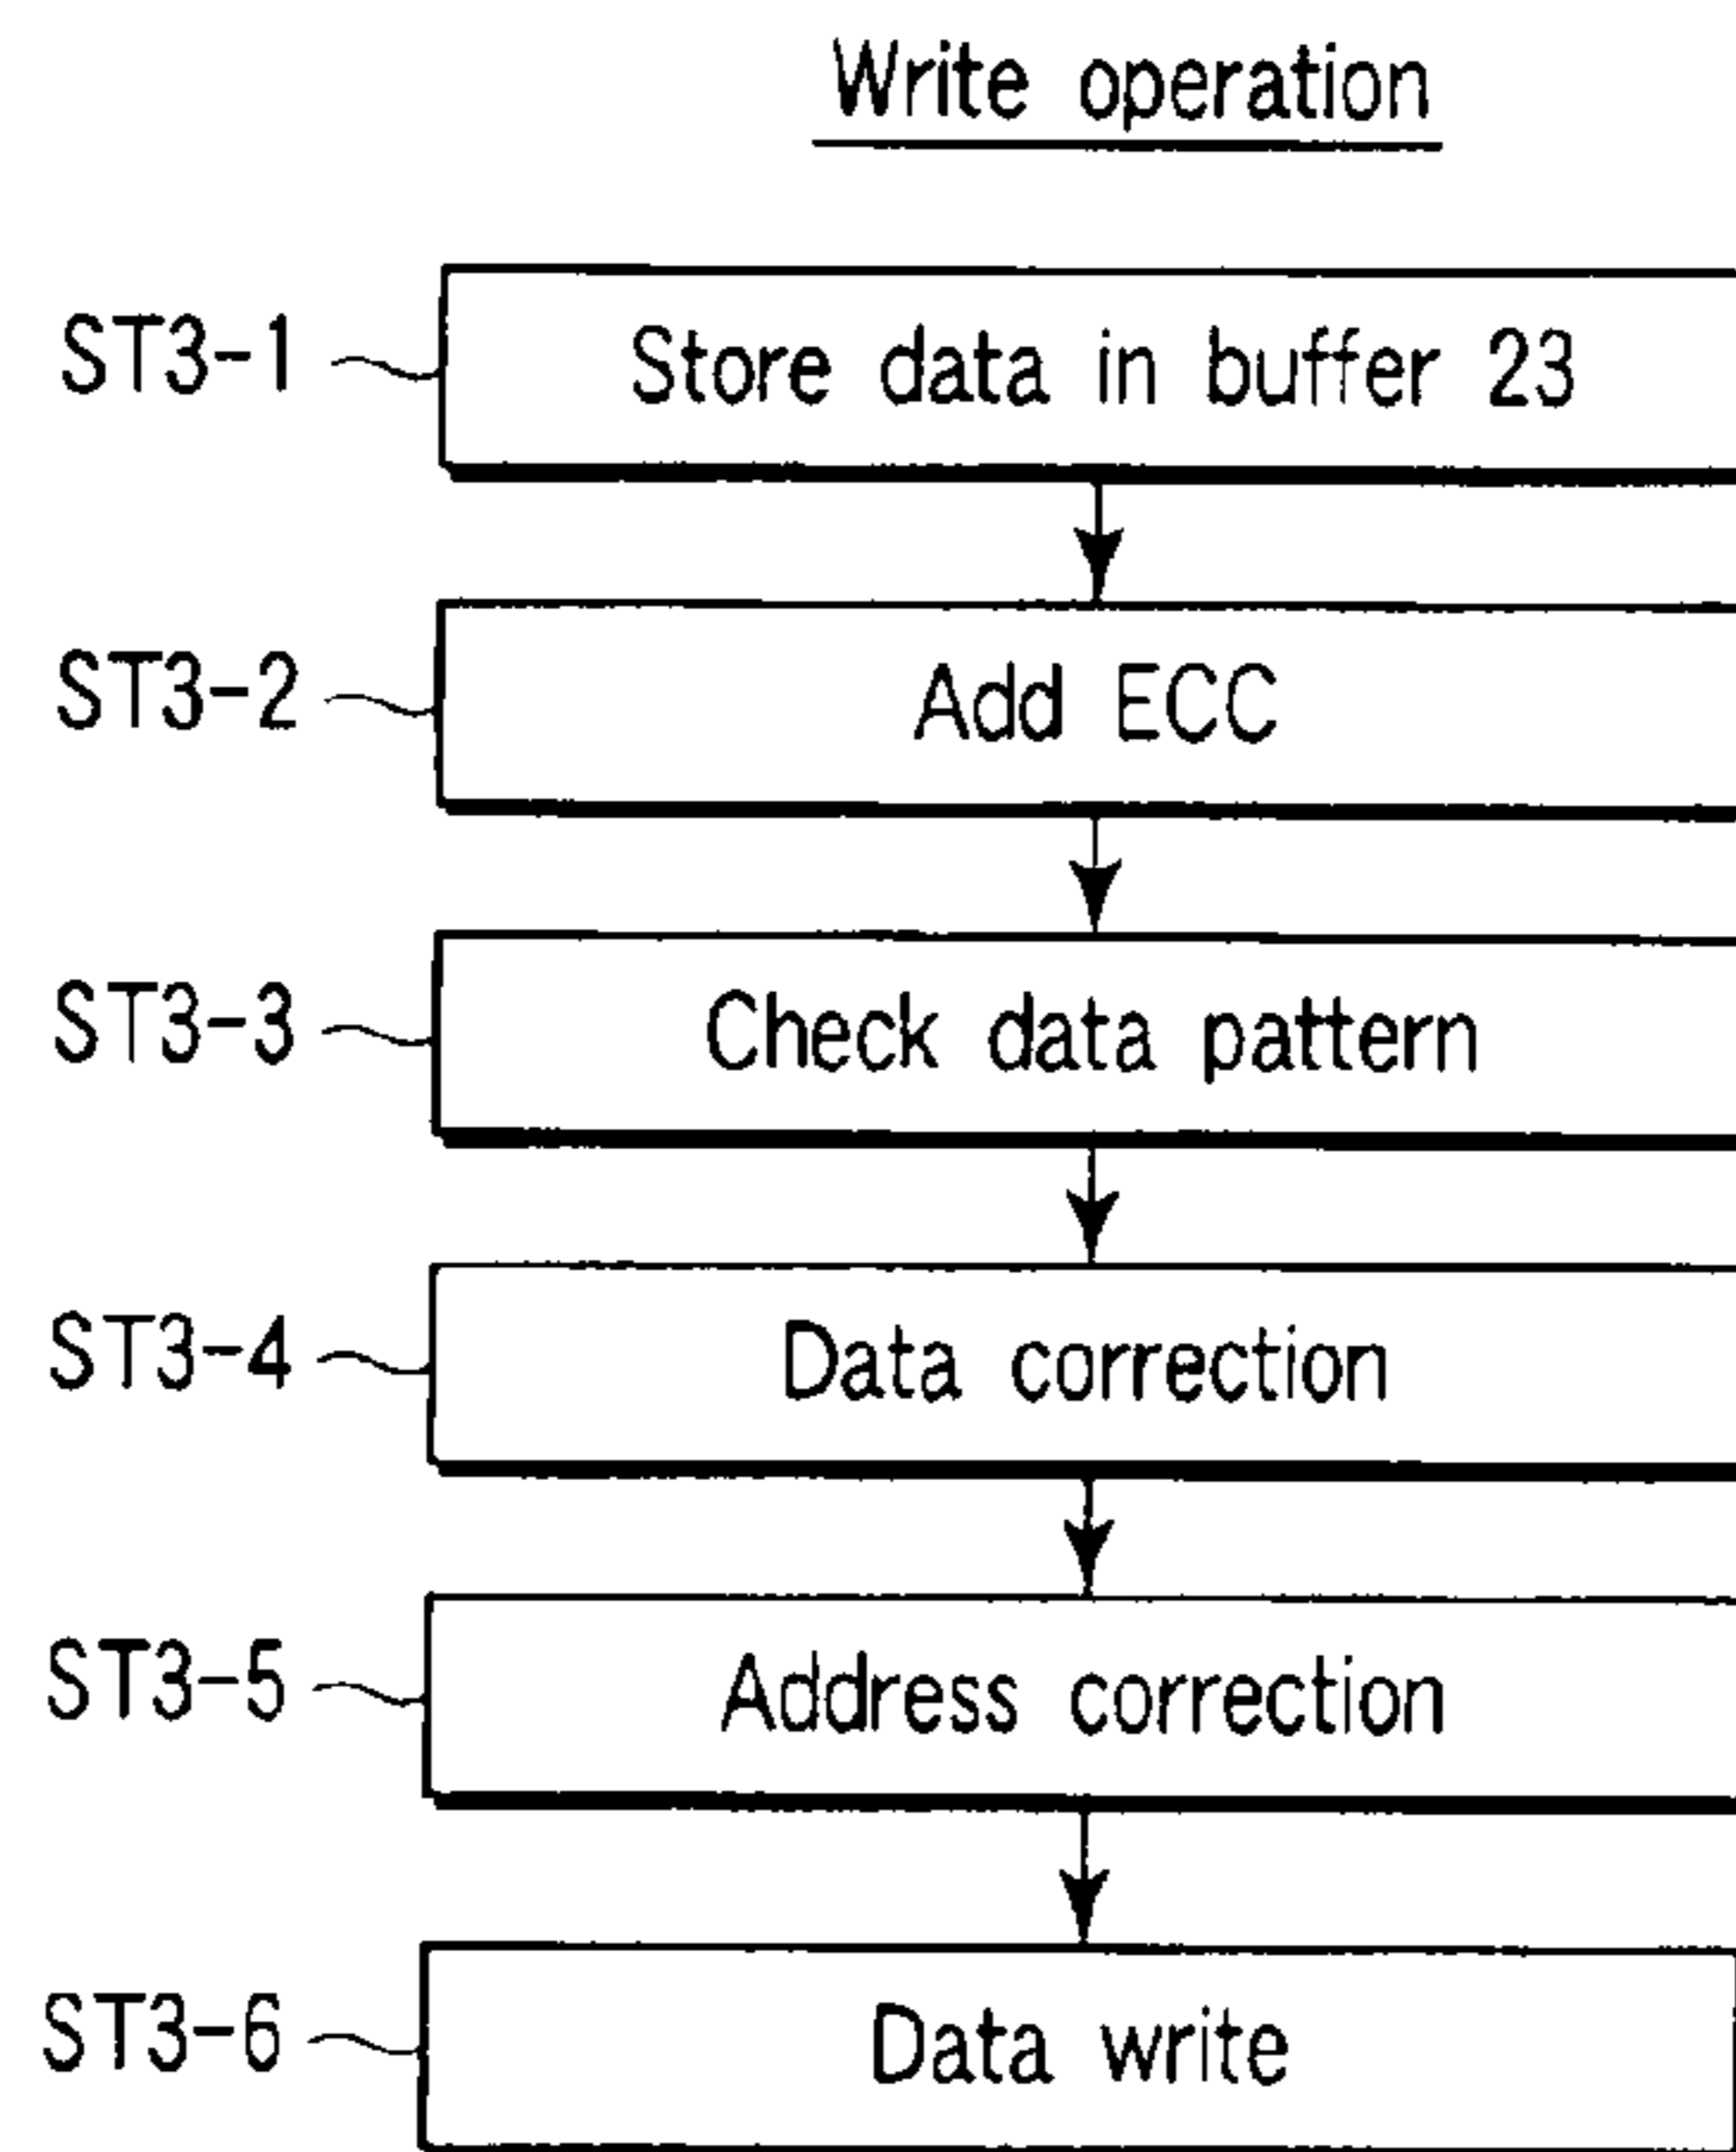 Write operation
ST3-1 Store data in buffer 23
ST3-2 Add ECC
ST3-3 Check data pattern
ST3-4 Data correction
ST3-5 Address correction
ST3-6 Data write